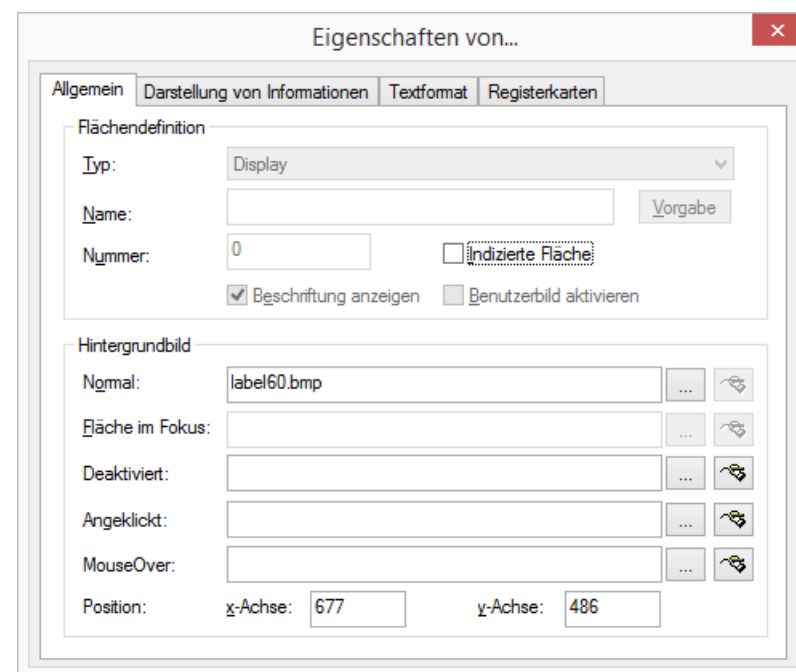 Eigenschaften von...
Allgemein Darstellung von Informationen Textformat Registerkarten
Flächendefinition
Typ: Display
Name: Vorgabe
Nummer: 0 Indizierte Fläche
Beschriftung anzeigen Benutzerbild aktivieren
Hintergrundbild
Normal: label60.bmp ...
Fläche im Fokus: ...
Deaktiviert: ...
Angeklickt: ...
MouseOver: ...
Position: x-Achse: 677 y-Achse: 486